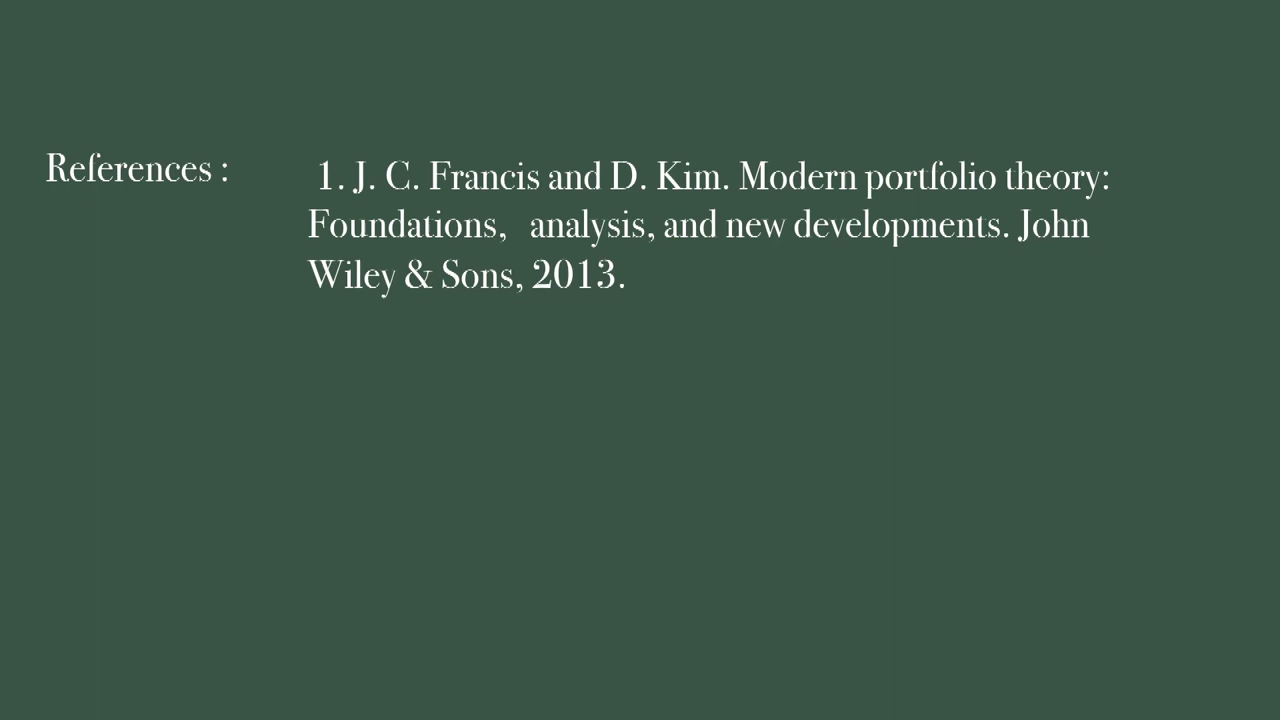 References :
1. J. C. Francis and D. Kim. Modern portfolio theory:
Foundations, analysis, and new developments. John
Wiley & Sons, 2013.